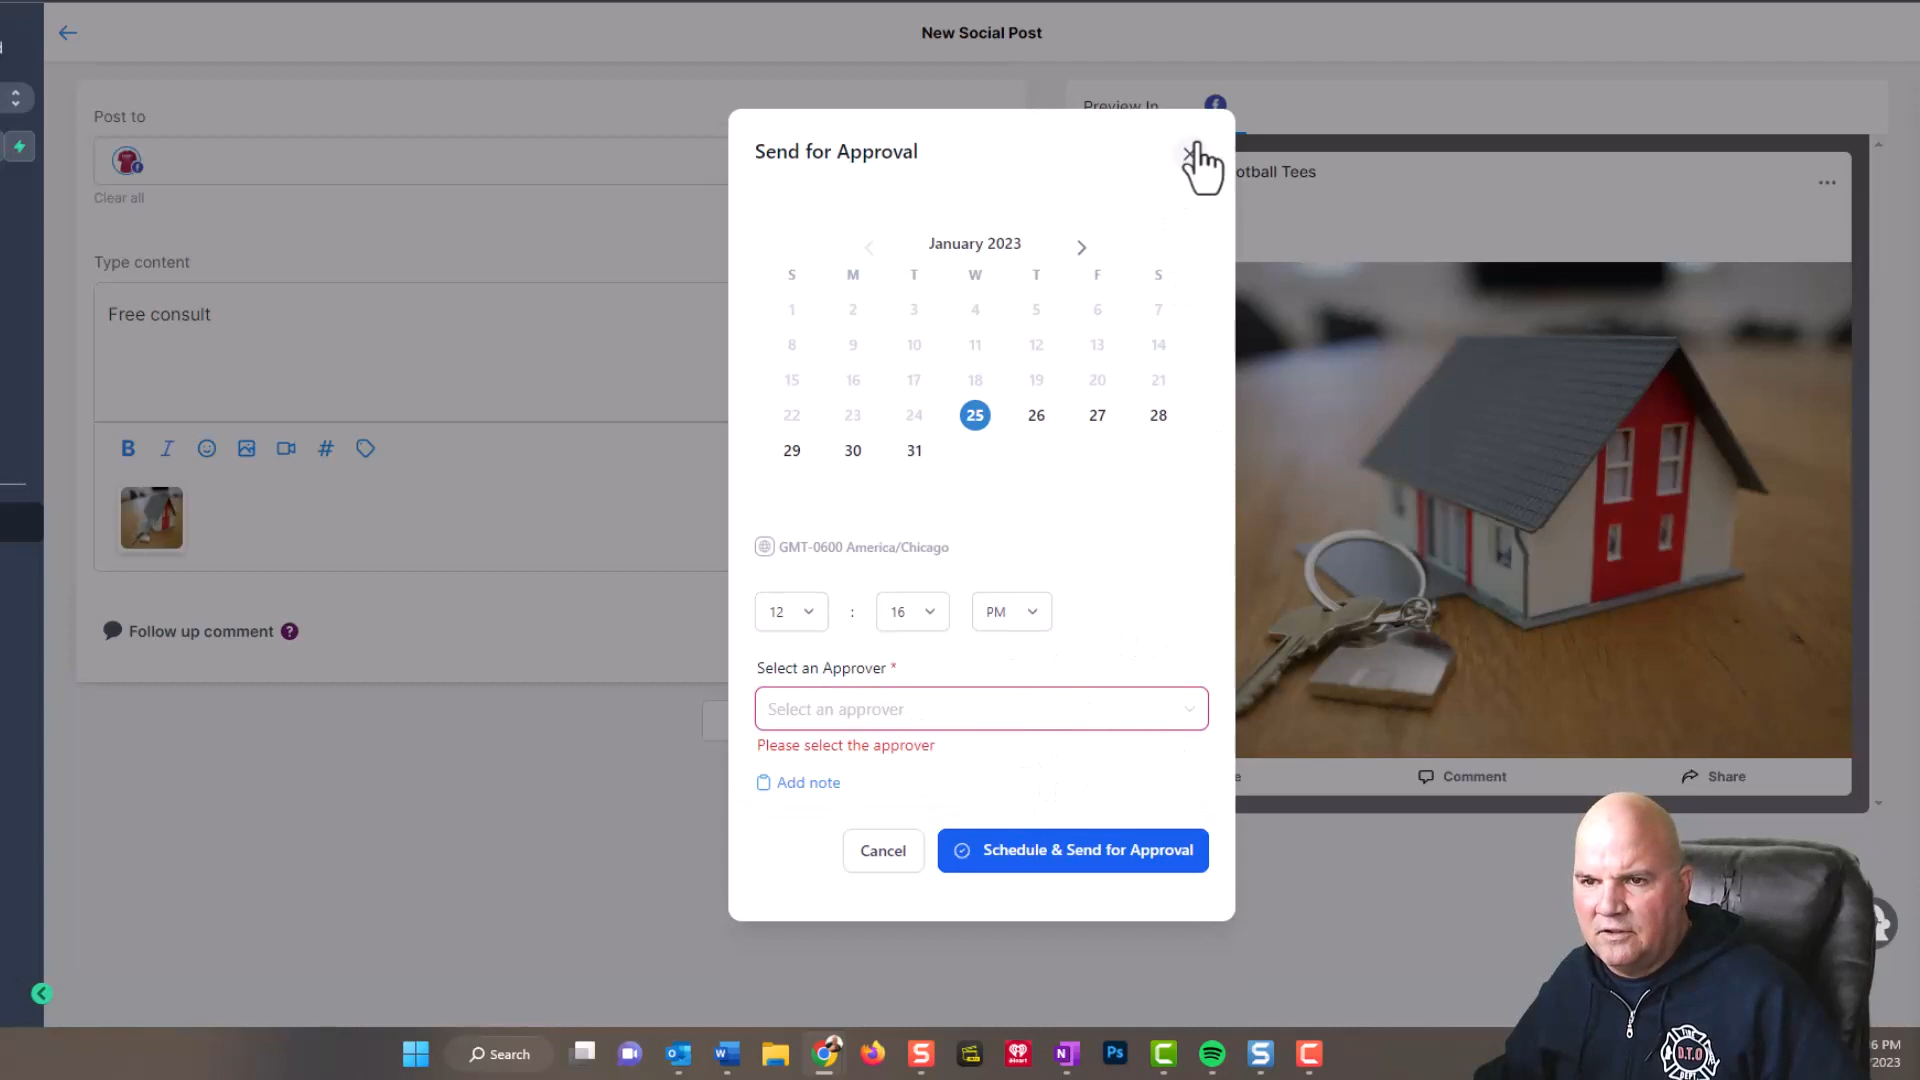 New Social Post
Post to
Clear all
Type content
Free consult
B I #
Follow up comment ?
Preview In
otball Tees
Comment
Share
Send for Approval
January 2023
S M T W T F S
1 2 3 4 5 6 7
8 9 10 11 12 13 14
15 16 17 18 19 20 21
22 23 24 25 26 27 28
29 30 31
GMT-0600 America/Chicago
12 : 16 PM
Select an Approver *
Select an approver
Please select the approver
Add note
Cancel
Schedule & Send for Approval
Search
6 PM
2023
D.T.O